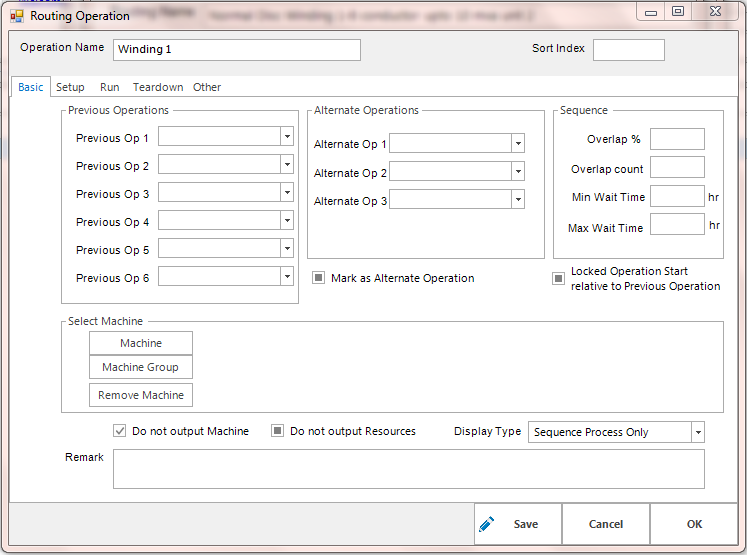 Routing Operation
Operation Name Winding 1 Sort Index
Basic Setup Run Teardown Other
Previous Operations Alternate Operations Sequence
Previous Op 1
Previous Op 2
Previous Op 3
Previous Op 4
Previous Op 5
Previous Op 6
Alternate Op 1
Alternate Op 2
Alternate Op 3
Mark as Alternate Operation
Overlap %
Overlap count
Min Wait Time hr
Max Wait Time hr
Locked Operation Start
relative to Previous Operation
Select Machine
Machine
Machine Group
Remove Machine
Do not output Machine Do not output Resources Display Type Sequence Process Only
Remark
Save Cancel OK